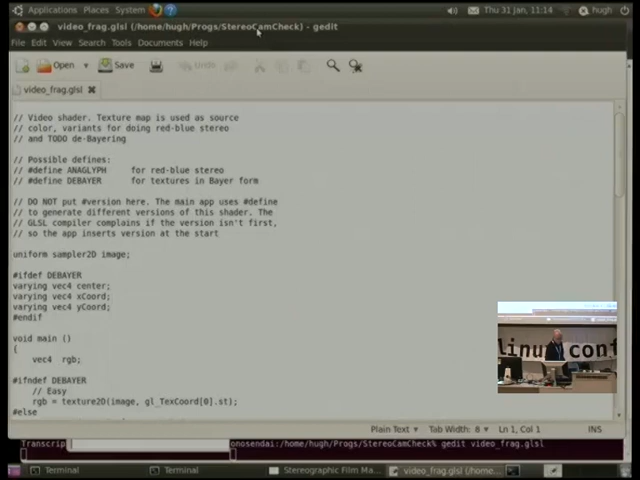 Applications Places System
Thu 31 Jan, 11:14 hugh
video_frag.glsl (/home/hugh/Progs/StereoCamCheck) - gedit
File Edit View Search Tools Documents Help
Open Save Undo
video_frag.glsl
// Video shader. Texture map is used as source
// color, variants for doing red-blue stereo
// and TODO de-Bayering
// Possible defines:
// #define ANAGLYPH for red-blue stereo
// #define DEBAYER for textures in Bayer form
// DO NOT put #version here. The main app uses #define
// to generate different versions of this shader. The
// GLSL compiler complains if the version isn't first,
// so the app inserts version at the start
uniform sampler2D image;
#ifdef DEBAYER
varying vec4 center;
varying vec4 xCoord;
varying vec4 yCoord;
#endif
void main ()
{
vec4 rgb;
#ifndef DEBAYER
// Easy
rgb = texture2D(image, gl_TexCoord[0].st);
#else
linux conf
Plain Text Tab Width: 8 Ln 1, Col 1 INS
Transcrip
onosendai:/home/hugh/Progs/StereoCamCheck% gedit video_frag.glsl
Terminal Terminal Stereographic Film Ma... video_frag.glsl (/home...